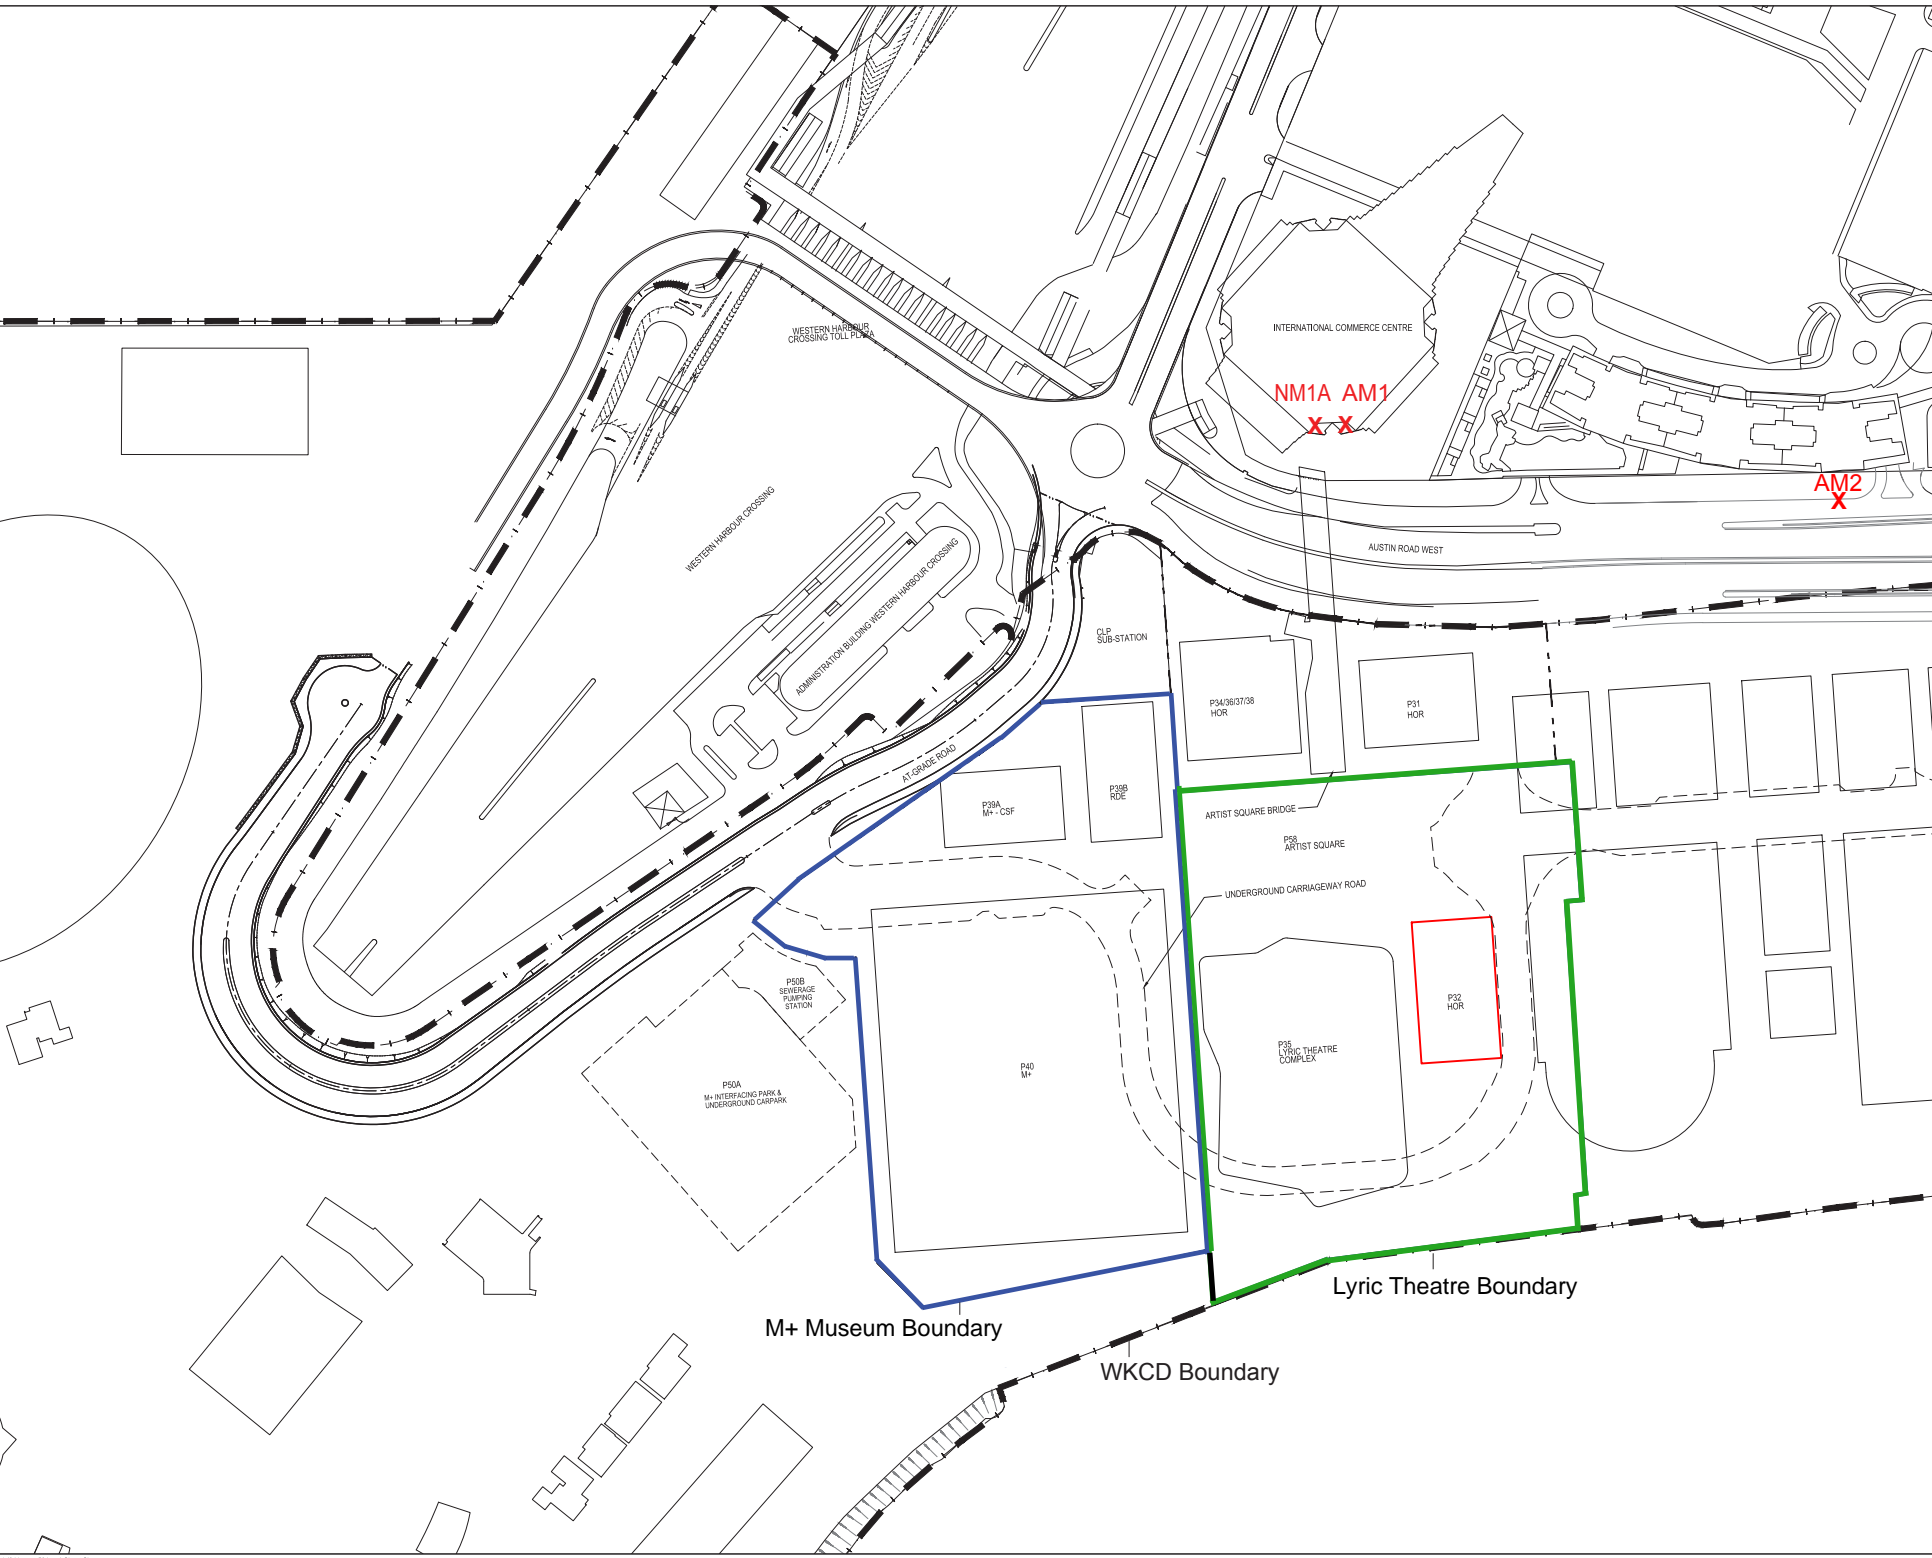 WESTERN HARBOUR
CROSSING TOLL PLAZA
INTERNATIONAL COMMERCE CENTRE
NM1A AM1
X X
AM2
X
WESTERN HARBOUR CROSSING
ADMINISTRATION BUILDING WESTERN HARBOUR CROSSING
AUSTIN ROAD WEST
CLP
SUB-STATION
P34/36/37/38
HOR
P31
HOR
AT-GRADE ROAD
P39A
M+ - CSF
P39B
RDE
ARTIST SQUARE BRIDGE
P58
ARTIST SQUARE
UNDERGROUND CARRIAGEWAY ROAD
P50B
SEWERAGE
PUMPING
STATION
P32
HOR
P35
LYRIC THEATRE
COMPLEX
P40
M+
P50A
M+ INTERFACING PARK &
UNDERGROUND CARPARK
Lyric Theatre Boundary
M+ Museum Boundary
WKCD Boundary